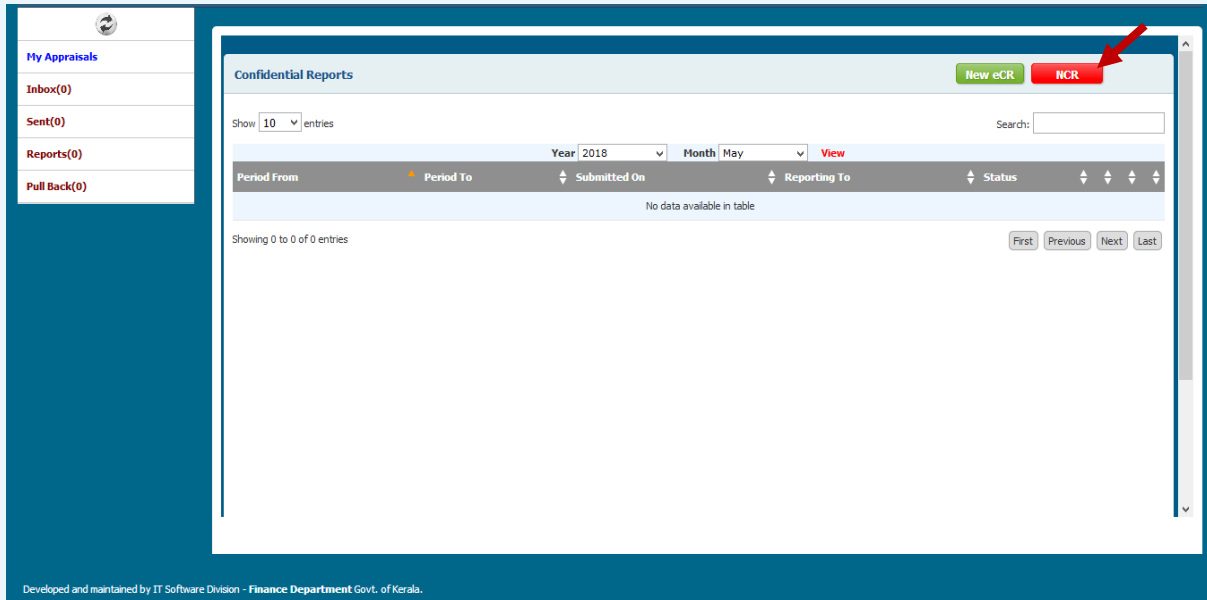 My Appraisals
Inbox(0)
Sent(0)
Reports(0)
Pull Back(0)
Confidential Reports New eCR NCR
Show 10 entries Search:
Year 2018 Month May View
Period From Period To Submitted On Reporting To Status
No data available in table
Showing 0 to 0 of 0 entries First Previous Next Last
Developed and maintained by IT Software Division - Finance Department Govt. of Kerala.